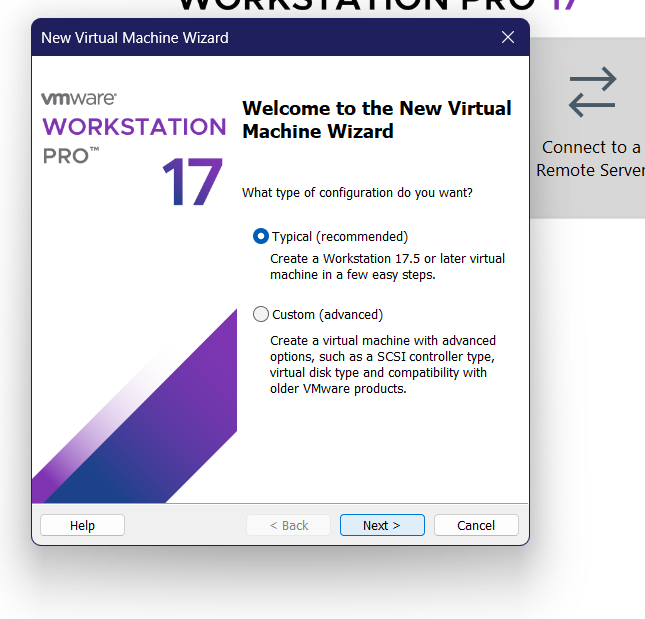 WORKSTATION PRO 17
New Virtual Machine Wizard
vmware®
WORKSTATION
PRO™
17
Welcome to the New Virtual
Machine Wizard
What type of configuration do you want?
Typical (recommended)
Create a Workstation 17.5 or later virtual
machine in a few easy steps.
Custom (advanced)
Create a virtual machine with advanced
options, such as a SCSI controller type,
virtual disk type and compatibility with
older VMware products.
Connect to a
Remote Server
Help
< Back
Next >
Cancel